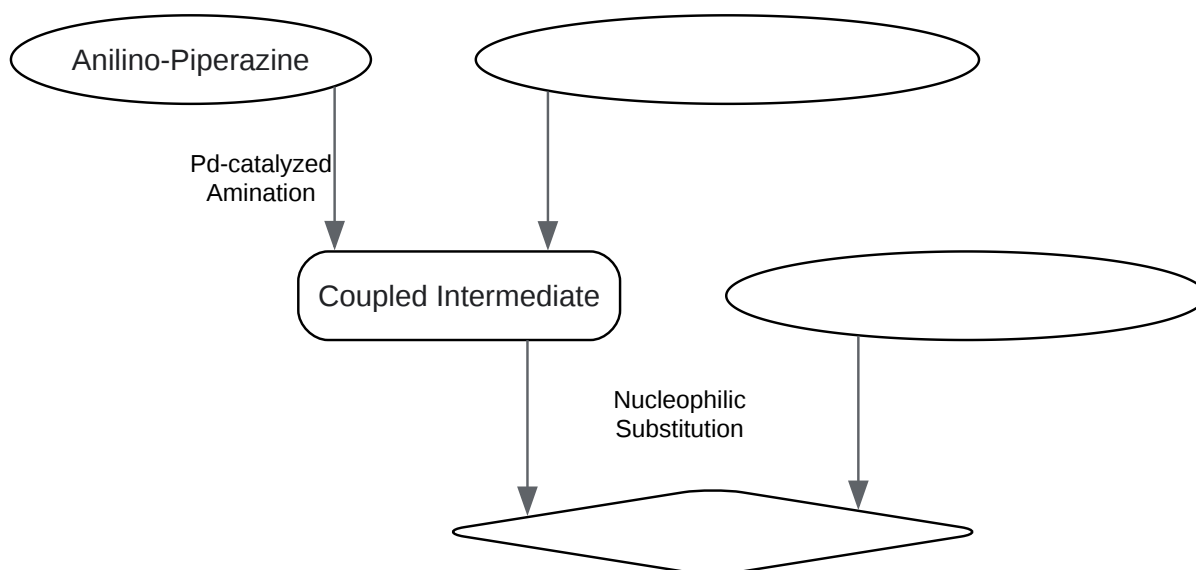 Anilino-Piperazine
Pd-catalyzed
Amination
Coupled Intermediate
Nucleophilic
Substitution